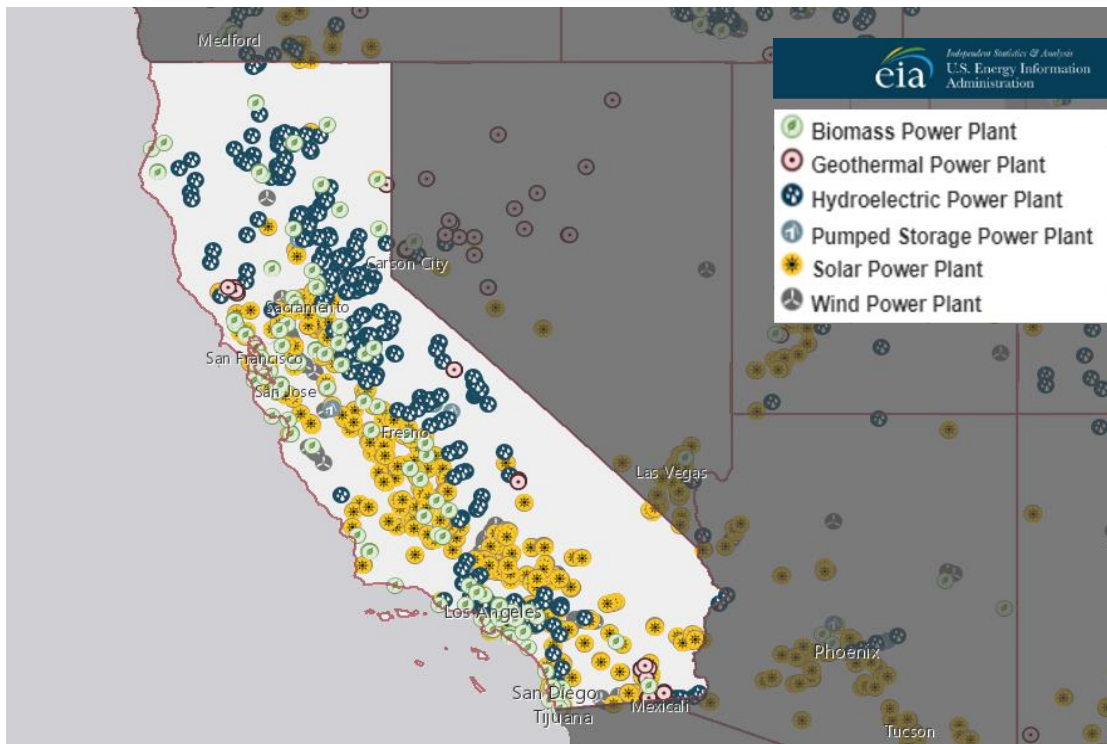 Medford
Independent Statistics & Analysis
eia
U.S. Energy Information
Administration
Biomass Power Plant
Geothermal Power Plant
Hydroelectric Power Plant
Pumped Storage Power Plant
Solar Power Plant
Wind Power Plant
Carson City
Sacramento
San Francisco
San Jose
Fresno
Las Vegas
Los Angeles
Phoenix
San Diego
Mexicali
Tijuana
Tucson